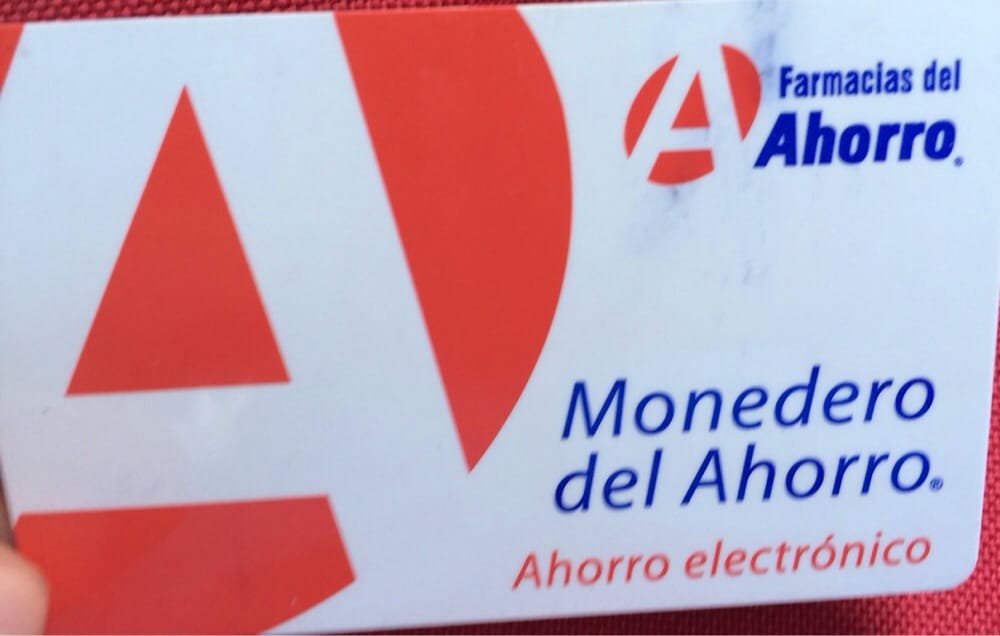 Farmacias del
Ahorro®
Monedero
del Ahorro®
Ahorro electrónico